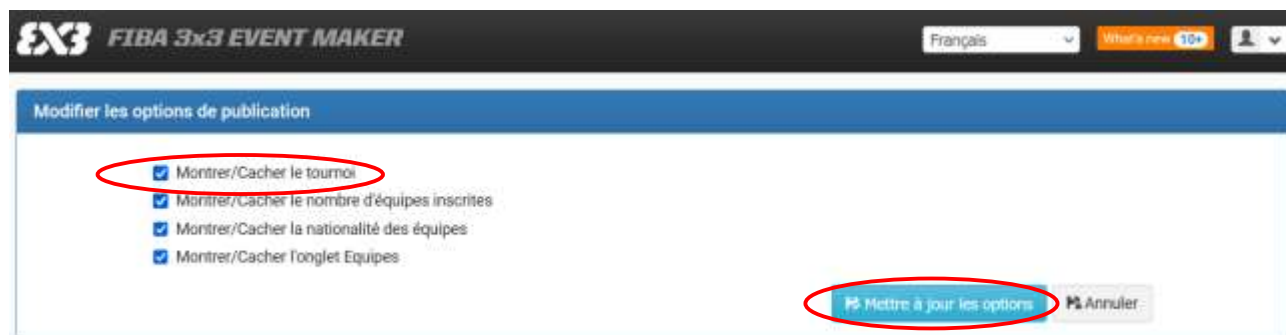 3X3 FIBA 3x3 EVENT MAKER Français What's new 10+
Modifier les options de publication
Montrer/Cacher le tournoi
Montrer/Cacher le nombre d'équipes inscrites
Montrer/Cacher la nationalité des équipes
Montrer/Cacher l'onglet Equipes
Mettre à jour les options Annuler